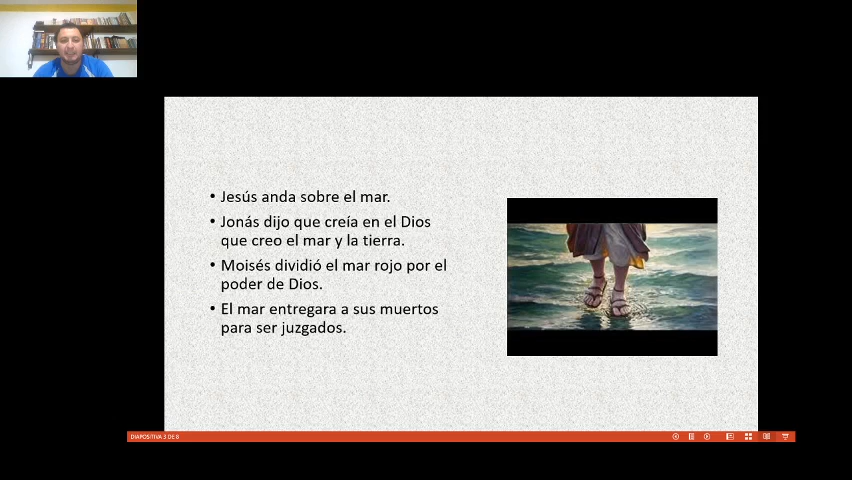 • Jesús anda sobre el mar.
• Jonás dijo que creía en el Dios
que creo el mar y la tierra.
• Moisés dividió el mar rojo por el
poder de Dios.
• El mar entregara a sus muertos
para ser juzgados.
DIAPOSITIVA 3 DE 8